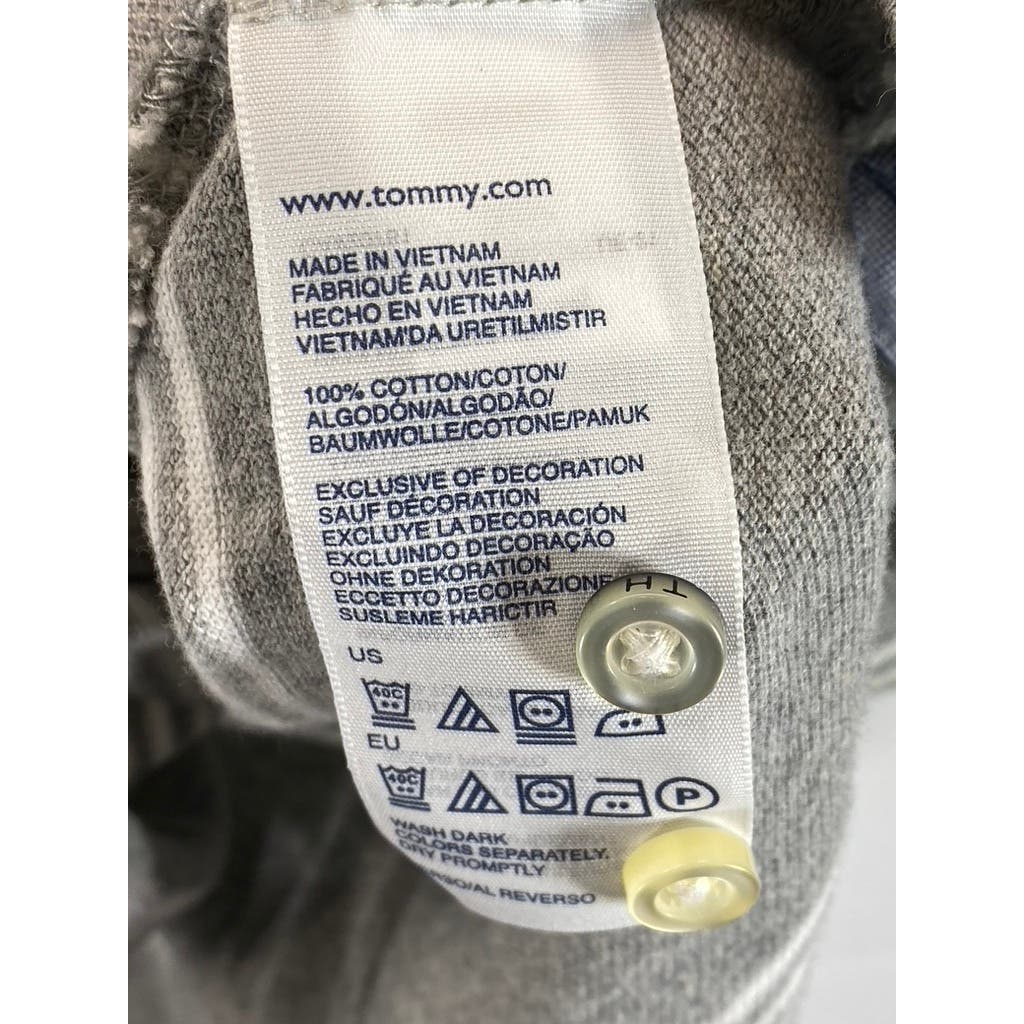 www.tommy.com
MADE IN VIETNAM
FABRIQUÉ AU VIETNAM
HECHO EN VIETNAM
VIETNAM'DA URETILMISTIR
100% COTTON/COTON/
ALGODÓN/ALGODÃO/
BAUMWOLLE/COTONE/PAMUK
EXCLUSIVE OF DECORATION
SAUF DÉCORATION
EXCLUYE LA DECORACIÓN
EXCLUINDO DECORAÇÃO
OHNE DEKORATION
ECCETTO DECORAZIONE
SUSLEME HARICTIR
TH
US
40C
EU
40C
P
WASH DARK
COLORS SEPARATELY.
DRY PROMPTLY
REVERSO